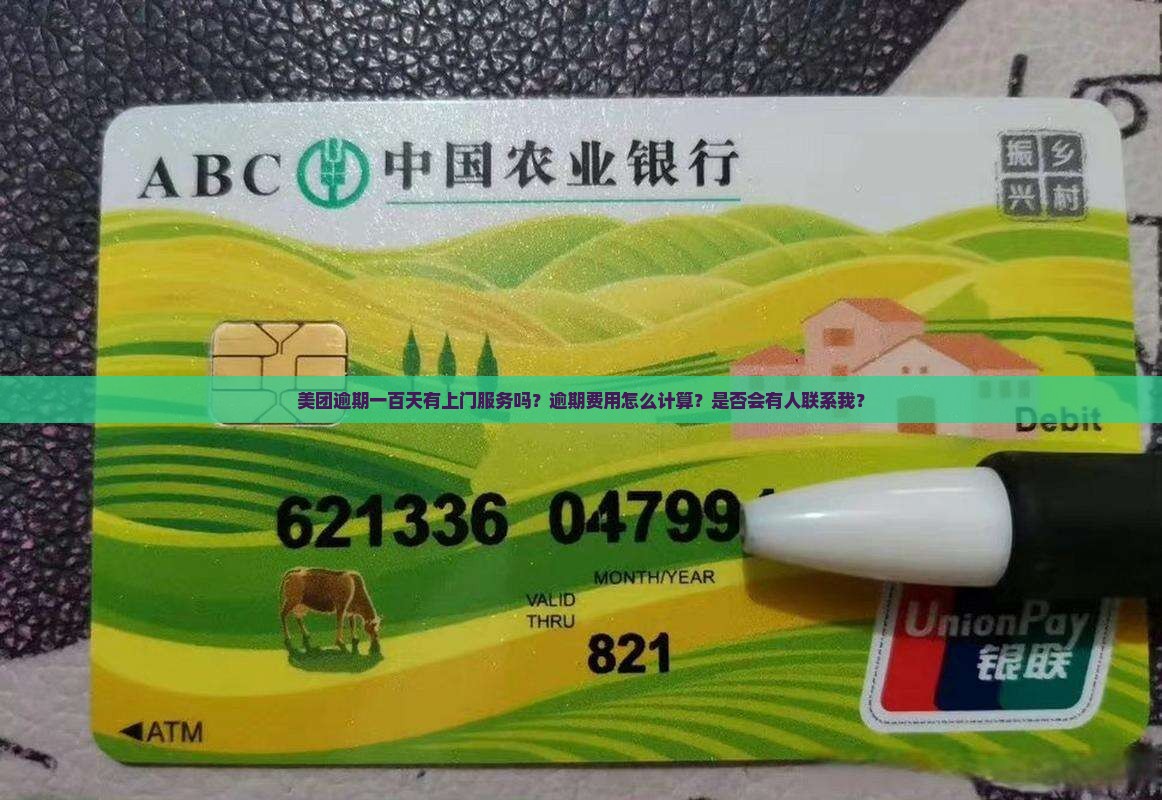 ABC 中国农业银行
振 乡
兴 村
美团逾期一百天有上门服务吗？逾期费用怎么计算？是否会有人联系我？
Debit
621336 04799
MONTH/YEAR
VALID
THRU
821
UnionPay
银联
ATM